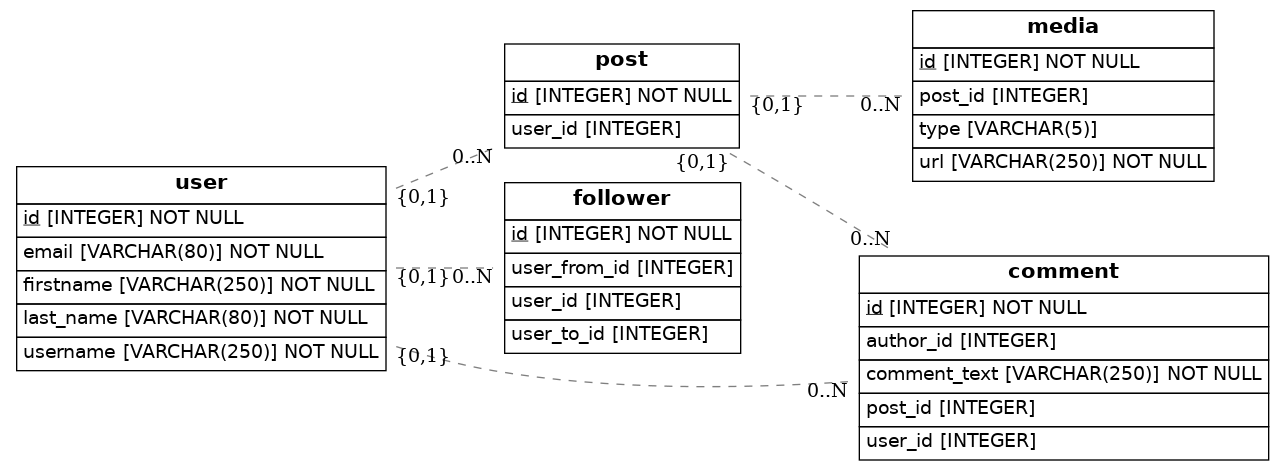 user
id [INTEGER] NOT NULL
email [VARCHAR(80)] NOT NULL
firstname [VARCHAR(250)] NOT NULL
last_name [VARCHAR(80)] NOT NULL
username [VARCHAR(250)] NOT NULL
post
id [INTEGER] NOT NULL
user_id [INTEGER]
follower
id [INTEGER] NOT NULL
user_from_id [INTEGER]
user_id [INTEGER]
user_to_id [INTEGER]
media
id [INTEGER] NOT NULL
post_id [INTEGER]
type [VARCHAR(5)]
url [VARCHAR(250)] NOT NULL
comment
id [INTEGER] NOT NULL
author_id [INTEGER]
comment_text [VARCHAR(250)] NOT NULL
post_id [INTEGER]
user_id [INTEGER]
0..N
{0,1}
{0,1}
0..N
{0,1}
0..N
{0,1}
0..N
{0,1}
0..N